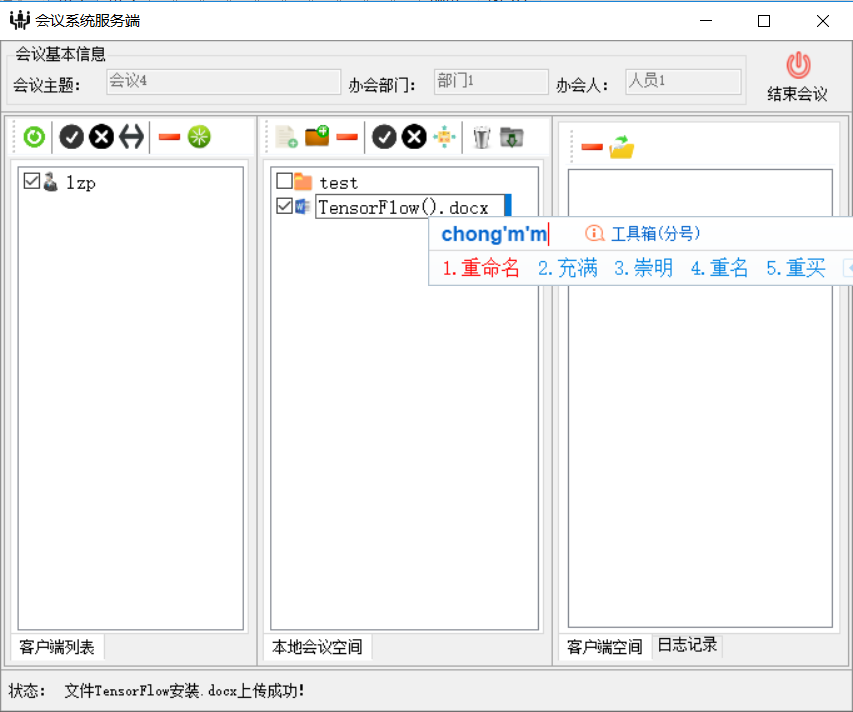 会议系统服务端
会议基本信息
会议主题： 会议4 办会部门： 部门1 办会人： 人员1
结束会议
lzp
test
TensorFlow().docx
chong'm'm 工具箱(分号)
1.重命名 2.充满 3.崇明 4.重名 5.重买
客户端列表
本地会议空间
客户端空间 日志记录
状态： 文件TensorFlow安装.docx上传成功!